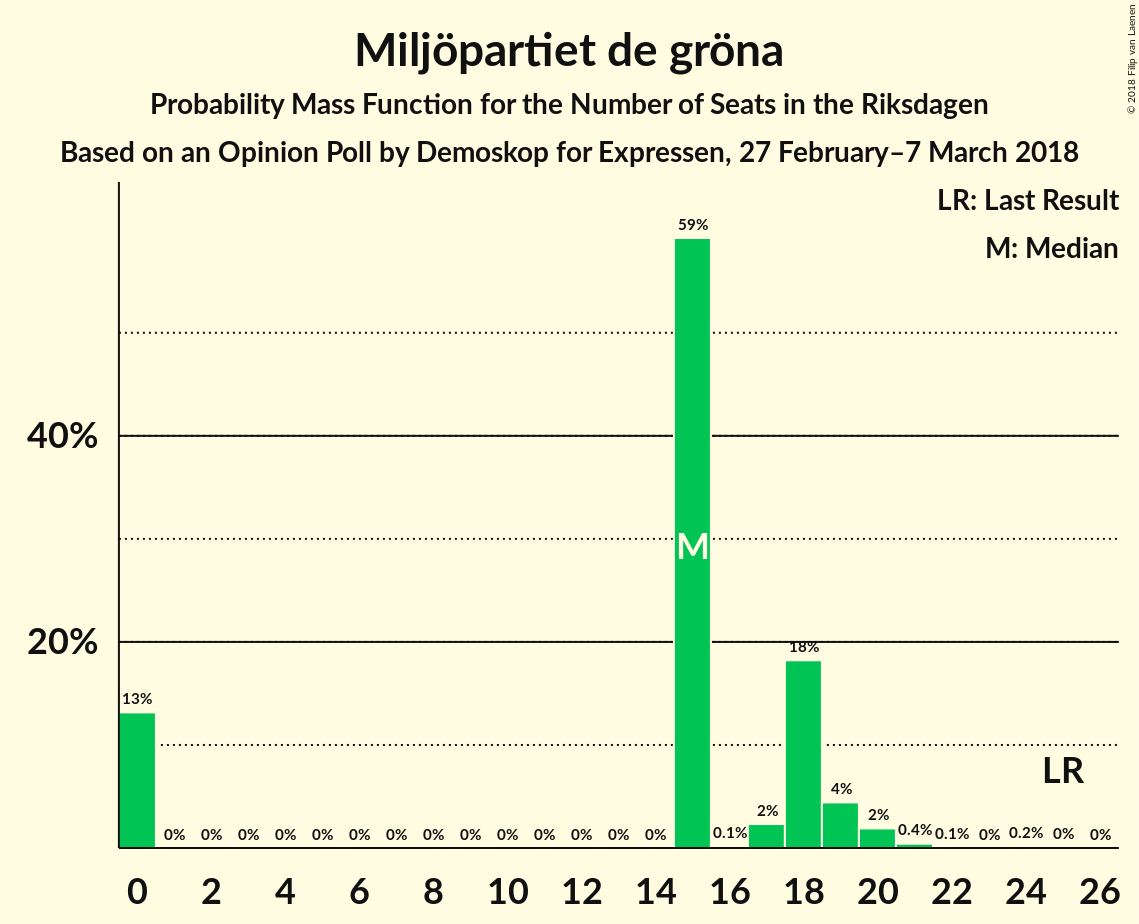 Miljöpartiet de gröna
Probability Mass Function for the Number of Seats in the Riksdagen
Based on an Opinion Poll by Demoskop for Expressen, 27 February–7 March 2018
© 2018 Filip van Laenen
LR: Last Result
M: Median
59%
40%
M
20%
18%
13%
LR
4%
2%
2%
0% 0% 0% 0% 0% 0% 0% 0% 0% 0% 0% 0% 0% 0% 0.1% 0.4% 0.1% 0% 0.2% 0% 0%
0 2 4 6 8 10 12 14 16 18 20 22 24 26